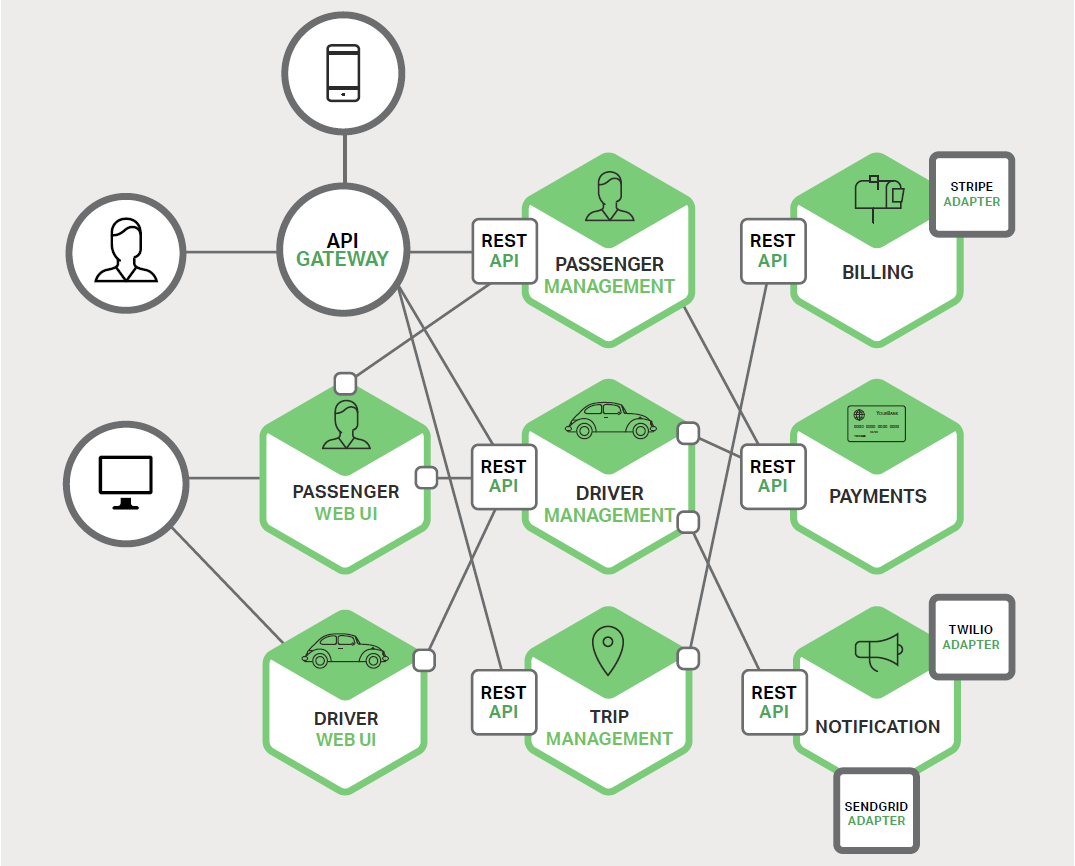 API
GATEWAY
REST
API
PASSENGER
MANAGEMENT
REST
API
BILLING
STRIPE
ADAPTER
PASSENGER
WEB UI
REST
API
DRIVER
MANAGEMENT
REST
API
YOURBANK
PAYMENTS
DRIVER
WEB UI
REST
API
TRIP
MANAGEMENT
REST
API
NOTIFICATION
TWILIO
ADAPTER
SENDGRID
ADAPTER